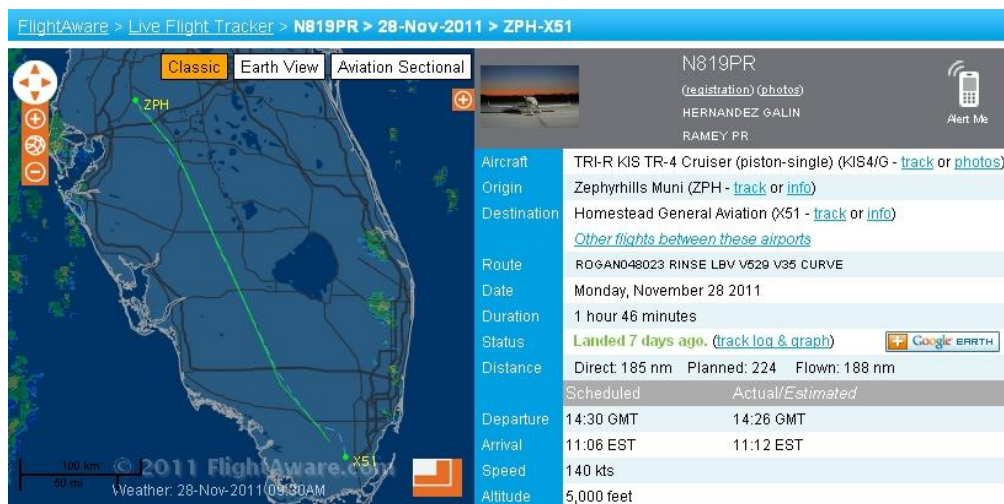 FlightAware > Live Flight Tracker > N819PR > 28-Nov-2011 > ZPH-X51
Classic
Earth View
Aviation Sectional
ZPH
X51
100 km
50 mi
© 2011 FlightAware.com
Weather: 28-Nov-2011 09:30AM
N819PR
(registration) (photos)
HERNANDEZ GALIN
RAMEY PR
Alert Me
Aircraft TRI-R KIS TR-4 Cruiser (piston-single) (KIS4/G - track or photos)
Origin Zephyrhills Muni (ZPH - track or info)
Destination Homestead General Aviation (X51 - track or info)
Other flights between these airports
Route ROGAN048023 RINSE LBV V529 V35 CURVE
Date Monday, November 28 2011
Duration 1 hour 46 minutes
Status Landed 7 days ago. (track log & graph) Google EARTH
Distance Direct: 185 nm Planned: 224 Flown: 188 nm
Scheduled Actual/Estimated
Departure 14:30 GMT 14:26 GMT
Arrival 11:06 EST 11:12 EST
Speed 140 kts
Altitude 5,000 feet